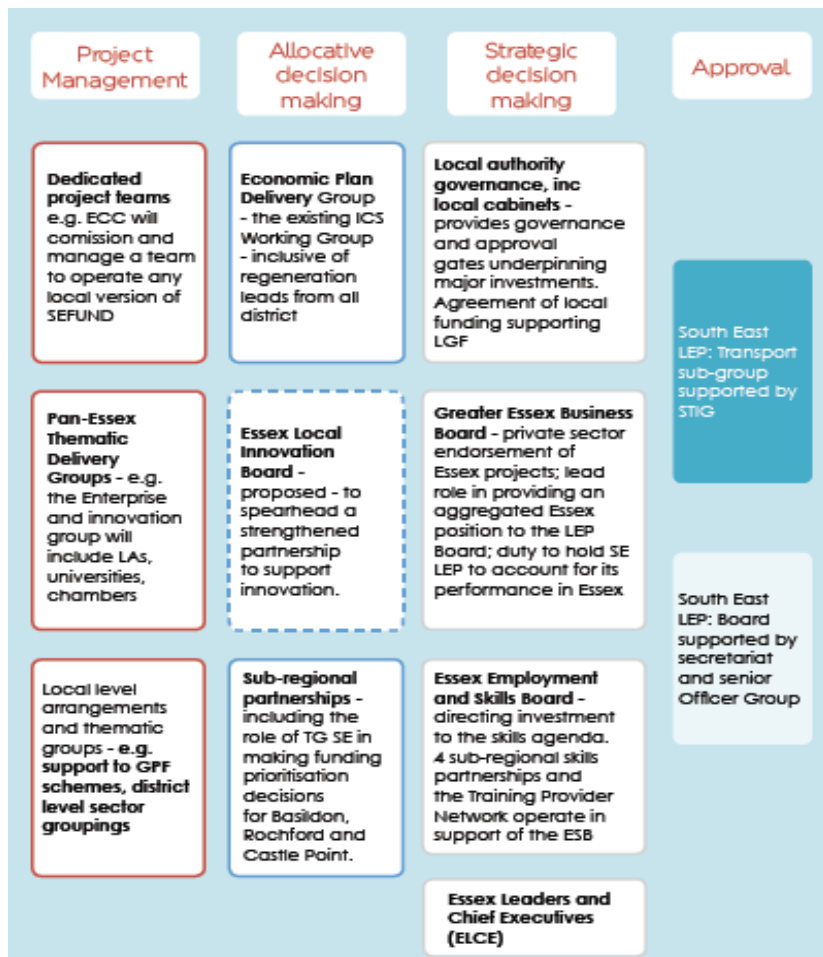 Project
Management
Allocative
decision
making
Strategic
decision
making
Approval
Dedicated
project teams
e.g. ECC will
comission and
manage a team
to operate any
local version of
SEFUND
Pan-Essex
Thematic
Delivery
Groups - e.g.
the Enterprise
and innovation
group will
include LAs,
universities,
chambers
Local level
arrangements
and thematic
groups - e.g.
support to GPF
schemes, district
level sector
groupings
Economic Plan
Delivery Group
- the existing ICS
Working Group
- inclusive of
regeneration
leads from all
district
Essex Local
Innovation
Board -
proposed - to
spearhead a
strengthened
partnership
to support
innovation.
Sub-regional
partnerships -
including the
role of TG SE in
making funding
prioritisation
decisions
for Basildon,
Rochford and
Castle Point.
Local authority
governance, inc
local cabinets -
provides governance
and approval
gates underpinning
major investments.
Agreement of local
funding supporting
LGF
Greater Essex Business
Board - private sector
endorsement of
Essex projects; lead
role in providing an
aggregated Essex
position to the LEP
Board; duty to hold SE
LEP to account for its
performance in Essex
Essex Employment
and Skills Board -
directing investment
to the skills agenda.
4 sub-regional skills
partnerships and
the Training Provider
Network operate in
support of the ESB
Essex Leaders and
Chief Executives
(ELCE)
South East
LEP: Transport
sub-group
supported by
STIG
South East
LEP: Board
supported by
secretariat
and senior
Officer Group